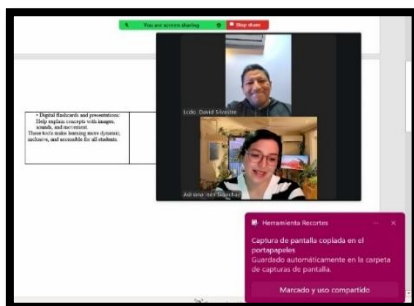 You are screen sharing
Stop share
Lcdo. David Silvestre
• Digital flashcards and presentations:
Help explain concepts with images,
sounds, and movement.
These tools make learning more dynamic,
inclusive, and accessible for all students.
Herramienta Recortes
Captura de pantalla copiada en el
portapapeles
Guardado automáticamente en la carpeta
de capturas de pantalla.
Marcado y uso compartido